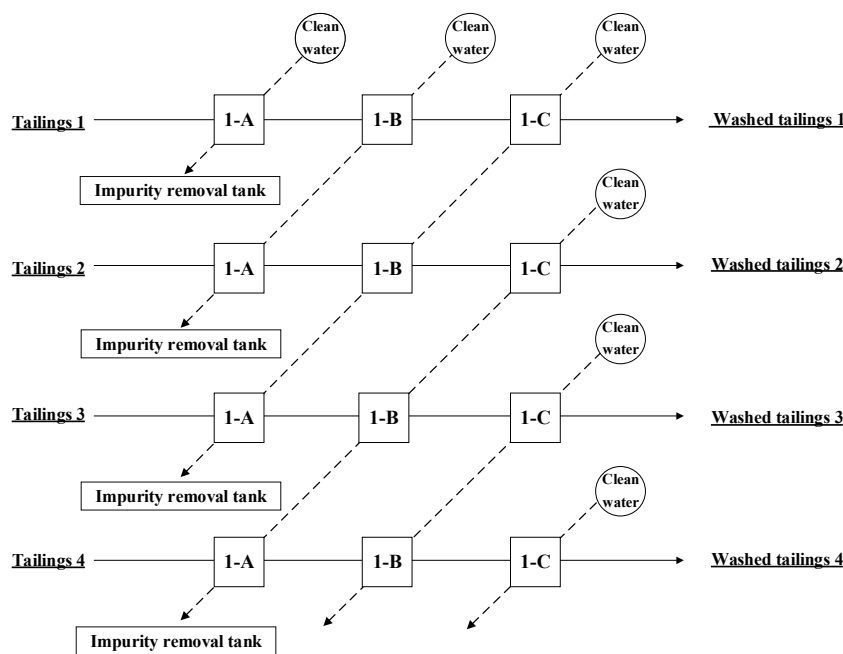 Clean
water
Clean
water
Clean
water
Tailings 1
1-A
1-B
1-C
Washed tailings 1
Impurity removal tank
Clean
water
Tailings 2
1-A
1-B
1-C
Washed tailings 2
Impurity removal tank
Clean
water
Tailings 3
1-A
1-B
1-C
Washed tailings 3
Impurity removal tank
Clean
water
Tailings 4
1-A
1-B
1-C
Washed tailings 4
Impurity removal tank